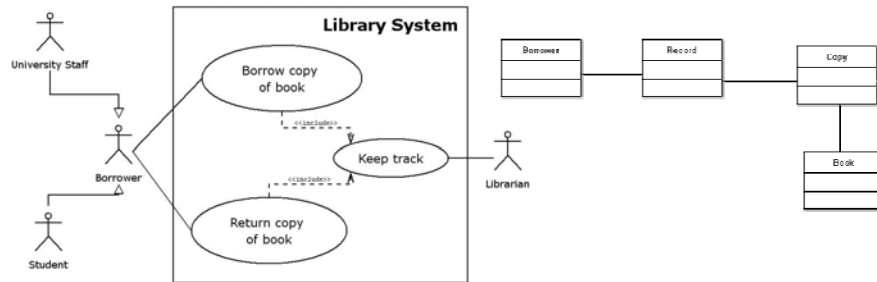 Library System
University Staff
Borrow copy
of book
<<include>>
Borrower
Keep track
Librarian
<<include>>
Return copy
of book
Student
Borrower
Record
Copy
Book